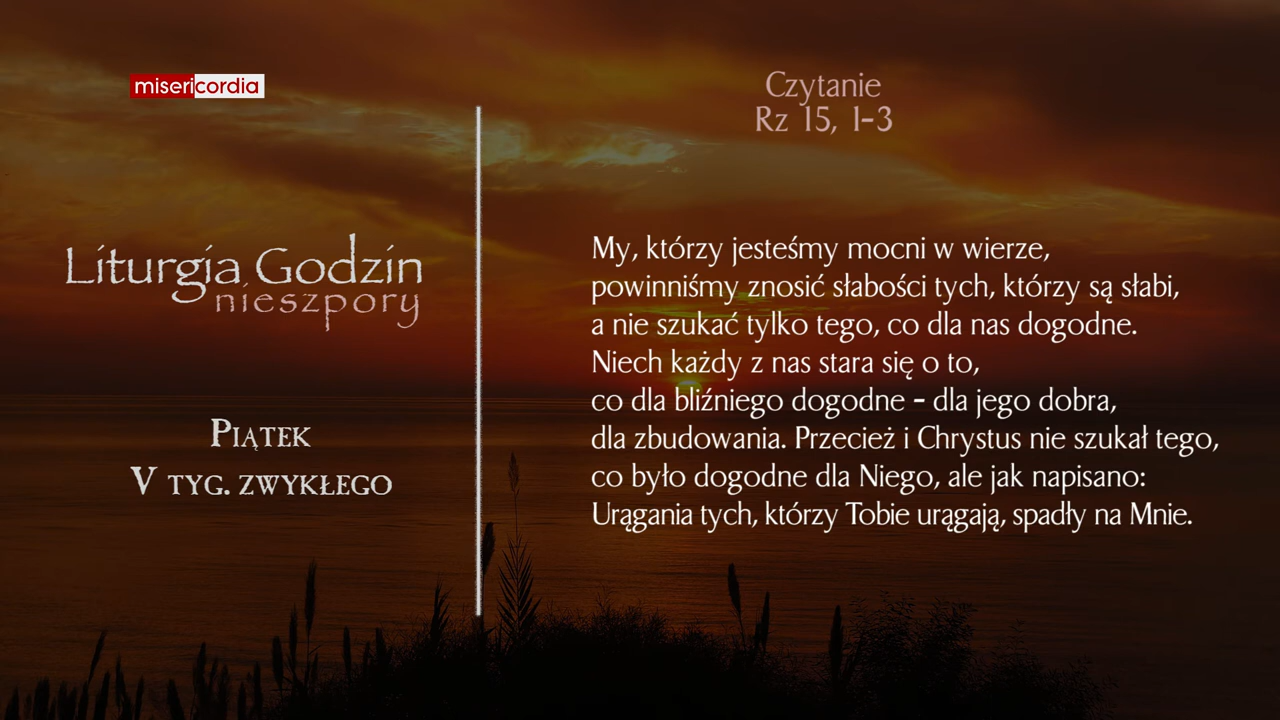 misericordia
Liturgia Godzin
nieszpory
Piątek
V tyg. zwykłego
Czytanie
Rz 15, 1-3
My, którzy jesteśmy mocni w wierze,
powinniśmy znosić słabości tych, którzy są słabi,
a nie szukać tylko tego, co dla nas dogodne.
Niech każdy z nas stara się o to,
co dla bliźniego dogodne - dla jego dobra,
dla zbudowania. Przecież i Chrystus nie szukał tego,
co było dogodne dla Niego, ale jak napisano:
Urągania tych, którzy Tobie urągają, spadły na Mnie.